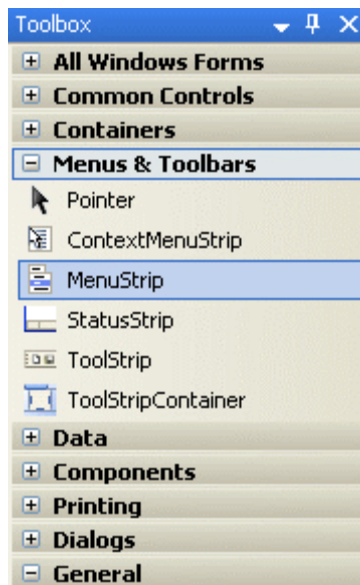 Toolbox
All Windows Forms
Common Controls
Containers
Menus & Toolbars
Pointer
ContextMenuStrip
MenuStrip
StatusStrip
ToolStrip
ToolStripContainer
Data
Components
Printing
Dialogs
General